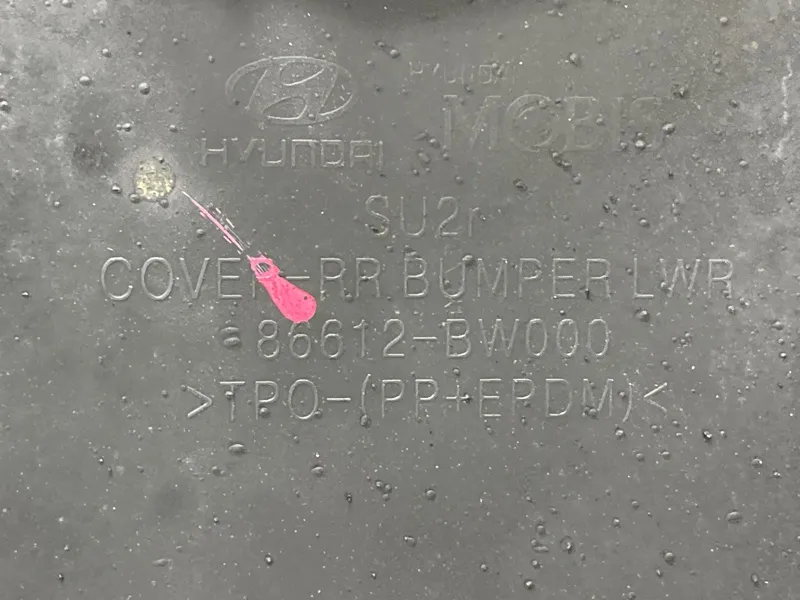 HYUNDAI
HYUNDAI MOBIS
SU2r
COVER-RR BUMPER LWR
86612-BW000
>TPO-(PP+EPDM)<